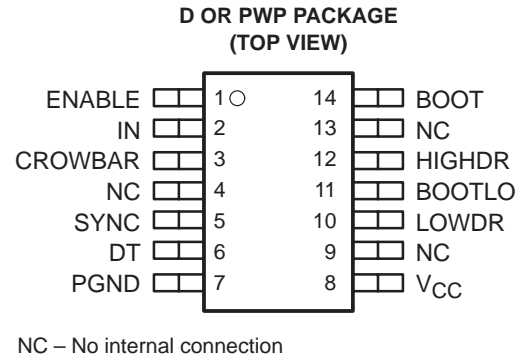 D OR PWP PACKAGE
(TOP VIEW)
ENABLE 1 14 BOOT
IN 2 13 NC
CROWBAR 3 12 HIGHDR
NC 4 11 BOOTLO
SYNC 5 10 LOWDR
DT 6 9 NC
PGND 7 8 VCC
NC – No internal connection